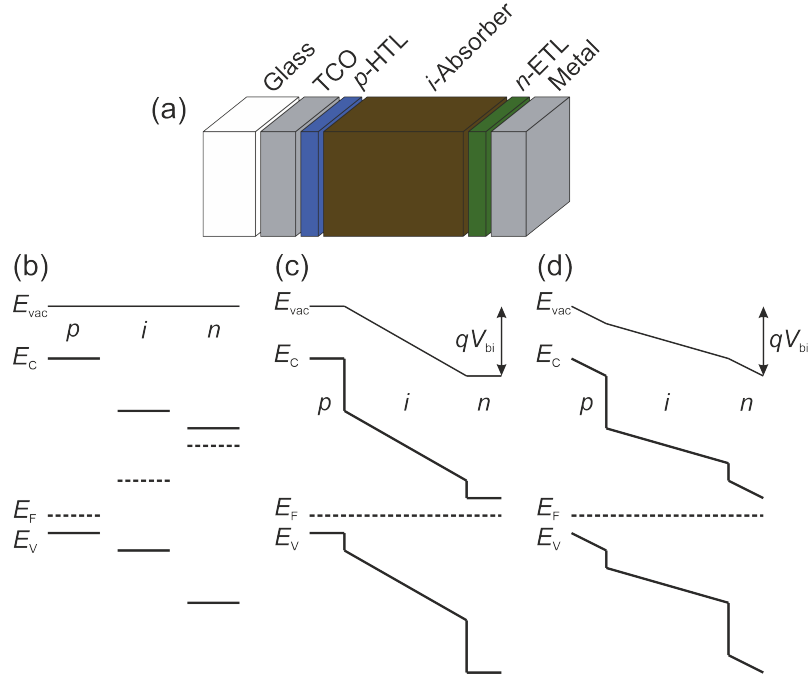 (a)
Glass
TCO
p-HTL
i-Absorber
n-ETL
Metal
(b)
Evac
p i n
EC
EF
EV
(c)
Evac
qVbi
EC
p i n
EF
EV
(d)
Evac
qVbi
EC
p i n
EF
EV